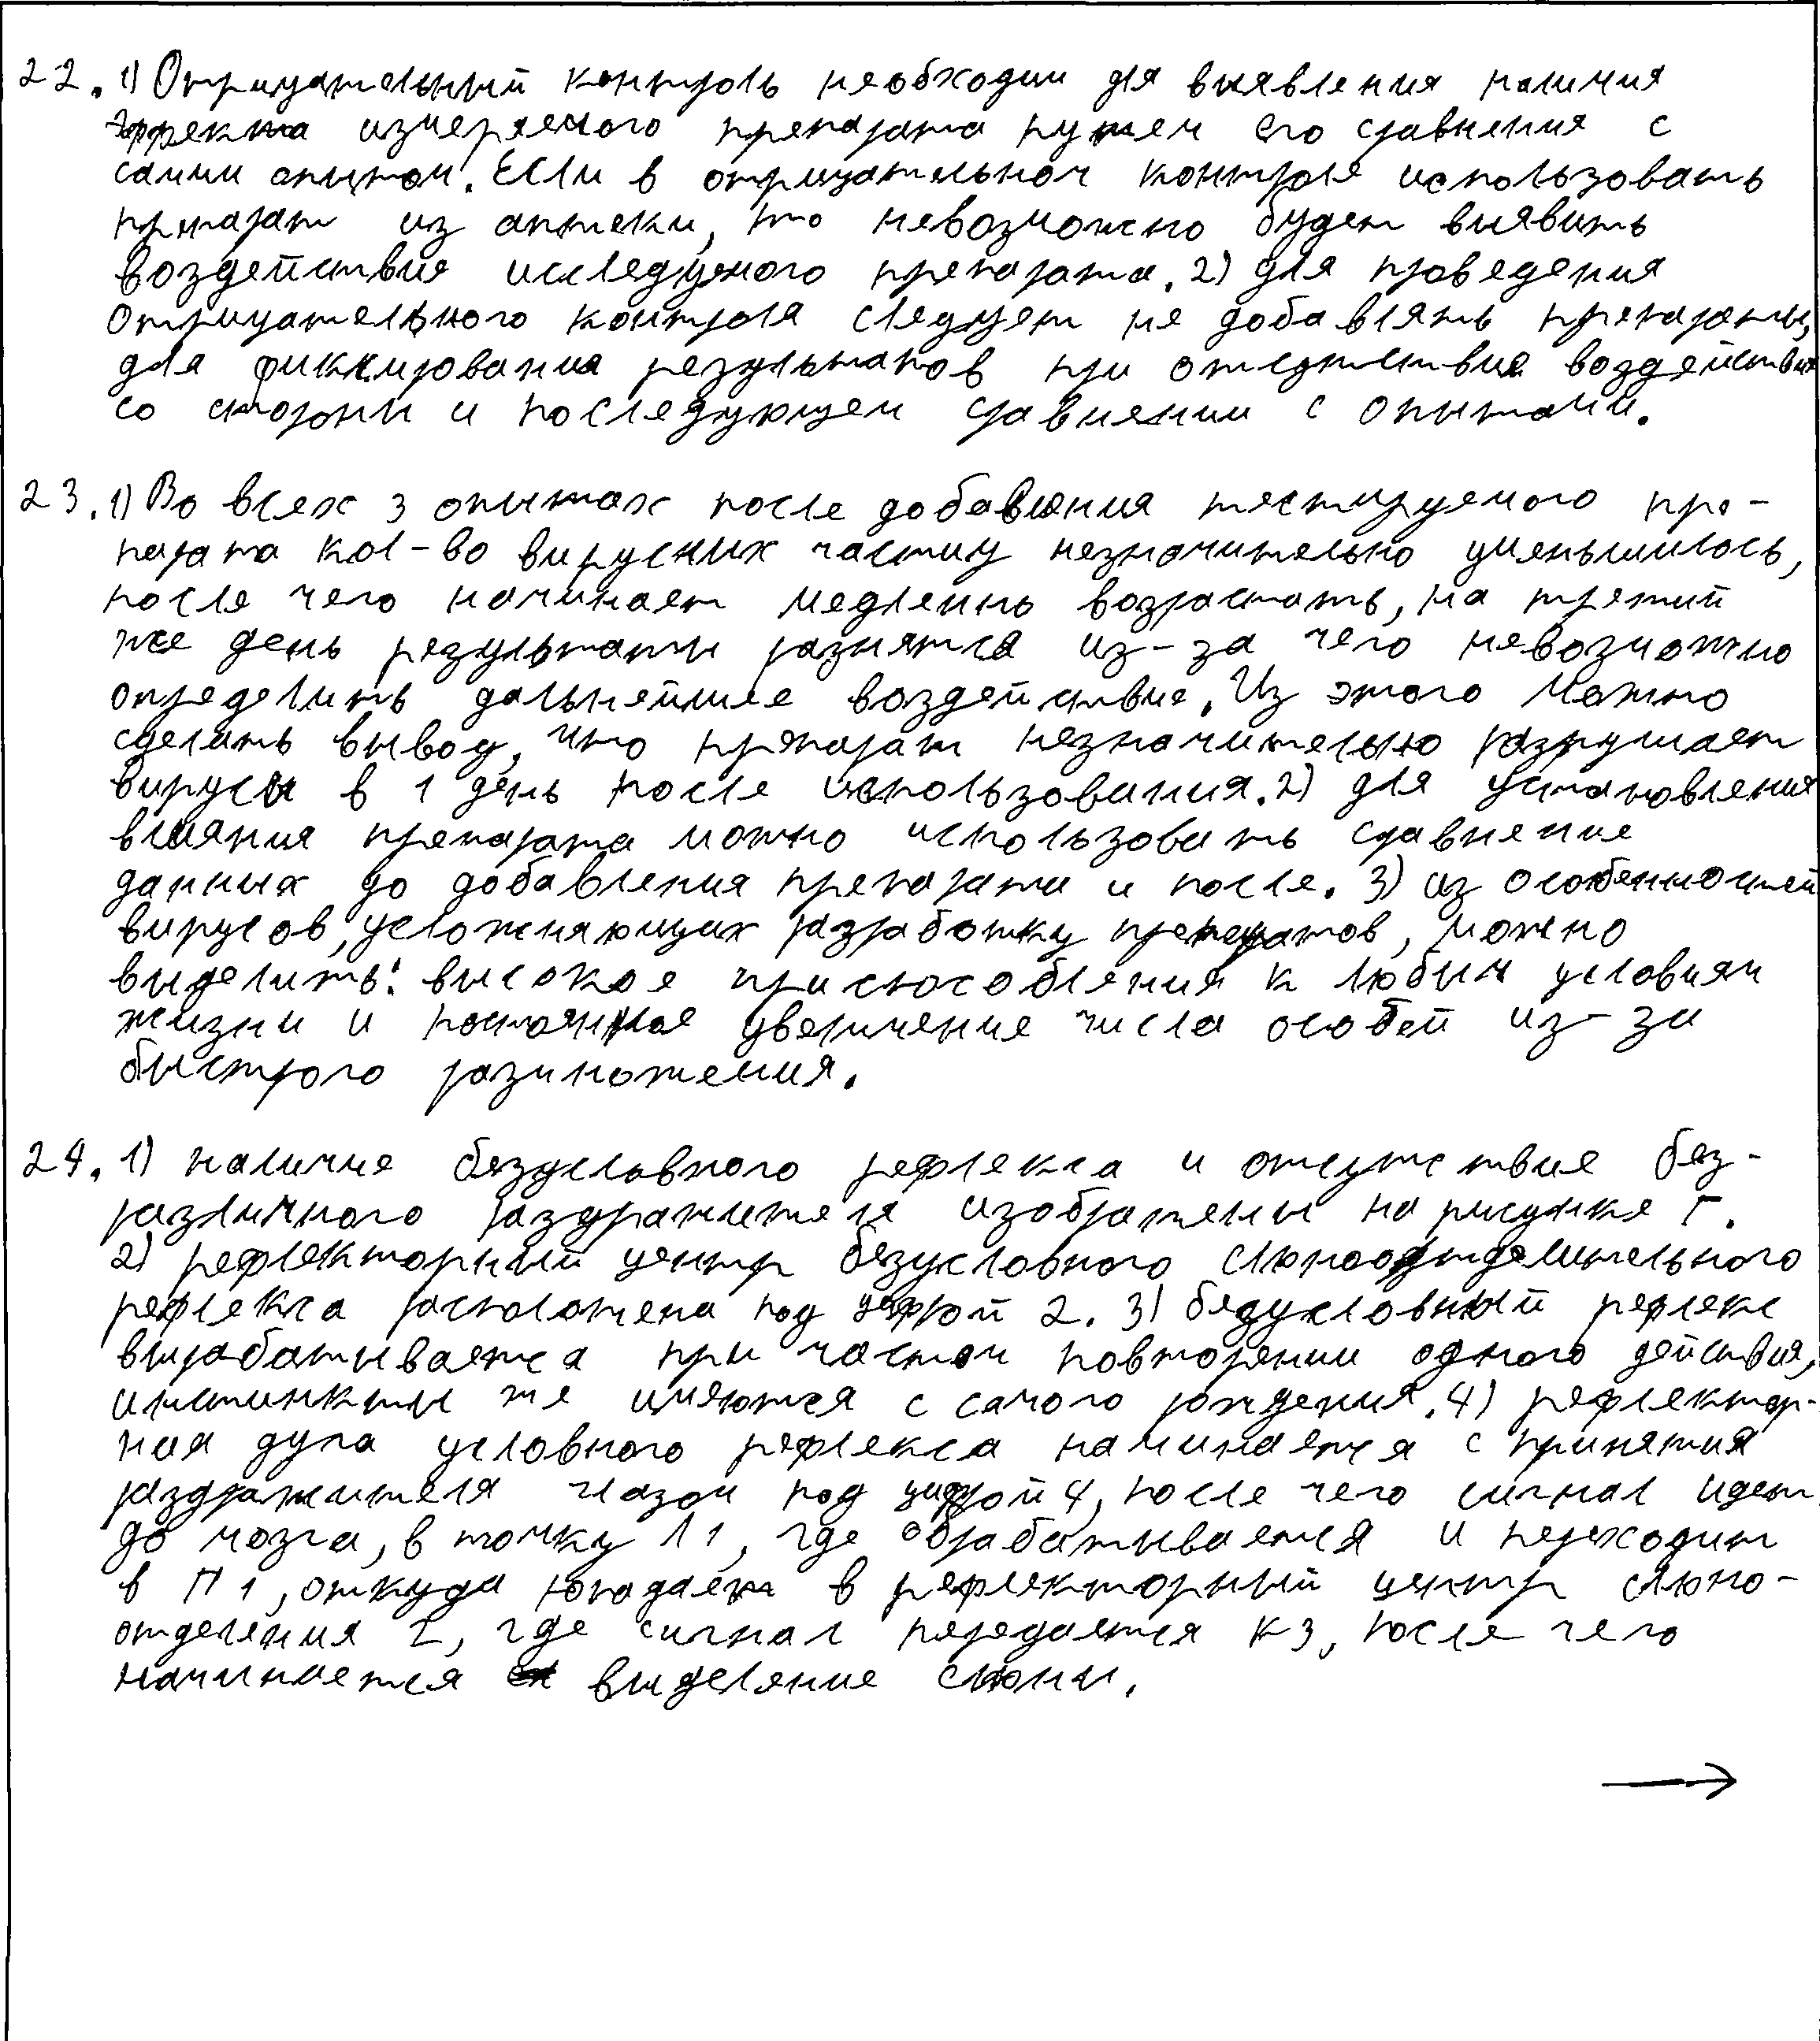 22. 1) Отрицательный контроль необходим для выявления наличия
эффекта измеряемого препарата путем его сравнения с
самим опытом. Если в отрицательном контроле использовать
препарат из аптеки, то невозможно будет выявить
воздействие исследуемого препарата. 2) для проведения
отрицательного контроля следует не добавлять препараты,
для фиксирования результатов при отсутствие воздействия
со стороны и последующем сравнении с опытами.
23. 1) Во всех 3 опытах после добавления тестируемого пре-
парата кол-во вирусных частиц незначительно уменьшилось,
после чего начинает медленно возрастать, на третий
же день результаты разнятся из-за чего невозможно
определить дальнейшее воздействие. Из этого можно
сделать вывод, что препарат незначительно разрушает
вирусы в 1 день после использования. 2) для установления
влияния препарата можно использовать сравнение
данных до добавления препарата и после. 3) из особенностей
вирусов, усложняющих разработку препаратов, можно
выделить: высокое приспособления к любым условиям
жизни и постоянное увеличение числа особей из-за
быстрого размножения.
24. 1) наличие безусловного рефлекса и отсутствие без-
различного раздражителя изображены на рисунке Г.
2) рефлекторный центр безусловного слюноотделительного
рефлекса расположена под цифрой 2. 3) безусловный рефлекс
вырабатывается при частом повторении одного действия,
инстинкты же имеются с самого рождения. 4) рефлектор-
ная дуга условного рефлекса начинается с принятия
раздражителя глазом под цифрой 4, после чего сигнал идет
до мозга, в точку 11, где обрабатывается и переходит
в П1, откуда попадает в рефлекторный центр слюно-
отделения 2, где сигнал передается к 3, после чего
начинается выделение слюны.
→